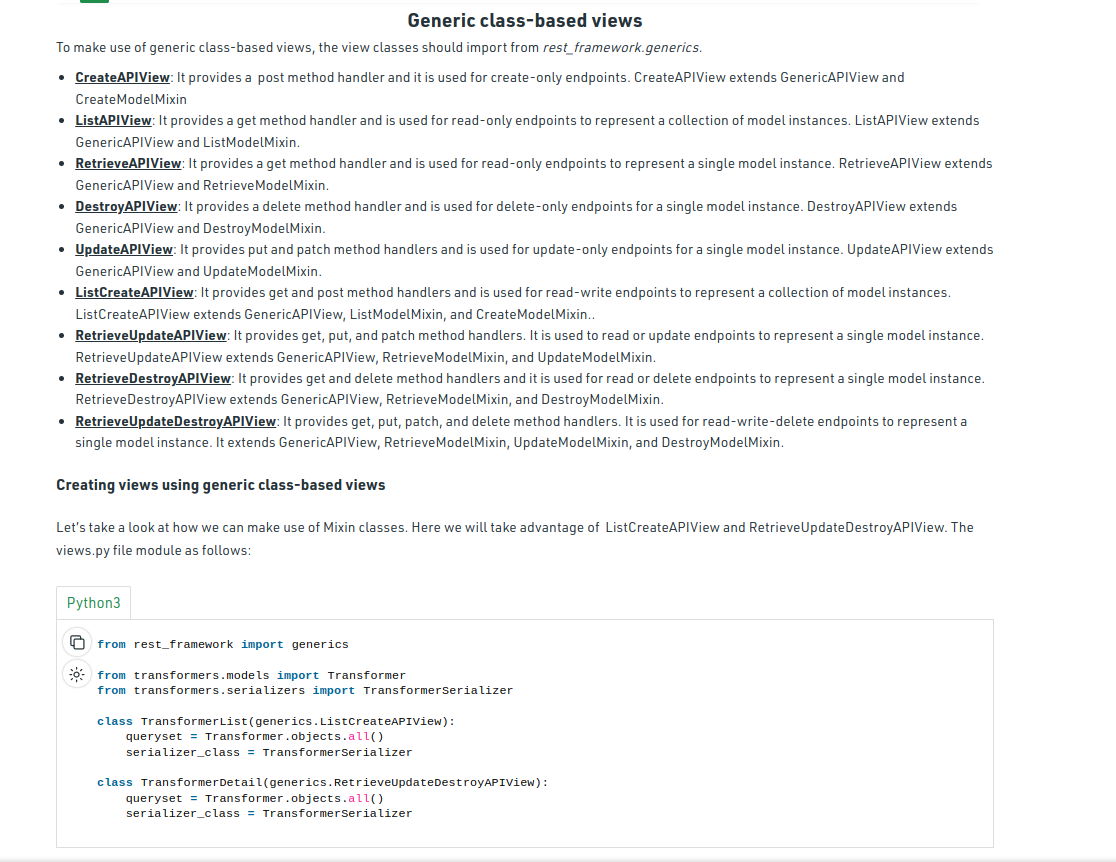 Generic class-based views
To make use of generic class-based views, the view classes should import from rest_framework.generics.
• CreateAPIView: It provides a  post method handler and it is used for create-only endpoints. CreateAPIView extends GenericAPIView and
CreateModelMixin
• ListAPIView: It provides a get method handler and is used for read-only endpoints to represent a collection of model instances. ListAPIView extends
GenericAPIView and ListModelMixin.
• RetrieveAPIView: It provides a get method handler and is used for read-only endpoints to represent a single model instance. RetrieveAPIView extends
GenericAPIView and RetrieveModelMixin.
• DestroyAPIView: It provides a delete method handler and is used for delete-only endpoints for a single model instance. DestroyAPIView extends
GenericAPIView and DestroyModelMixin.
• UpdateAPIView: It provides put and patch method handlers and is used for update-only endpoints for a single model instance. UpdateAPIView extends
GenericAPIView and UpdateModelMixin.
• ListCreateAPIView: It provides get and post method handlers and is used for read-write endpoints to represent a collection of model instances.
ListCreateAPIView extends GenericAPIView, ListModelMixin, and CreateModelMixin..
• RetrieveUpdateAPIView: It provides get, put, and patch method handlers. It is used to read or update endpoints to represent a single model instance.
RetrieveUpdateAPIView extends GenericAPIView, RetrieveModelMixin, and UpdateModelMixin.
• RetrieveDestroyAPIView: It provides get and delete method handlers and it is used for read or delete endpoints to represent a single model instance.
RetrieveDestroyAPIView extends GenericAPIView, RetrieveModelMixin, and DestroyModelMixin.
• RetrieveUpdateDestroyAPIView: It provides get, put, patch, and delete method handlers. It is used for read-write-delete endpoints to represent a
single model instance. It extends GenericAPIView, RetrieveModelMixin, UpdateModelMixin, and DestroyModelMixin.
Creating views using generic class-based views
Let's take a look at how we can make use of Mixin classes. Here we will take advantage of  ListCreateAPIView and RetrieveUpdateDestroyAPIView. The
views.py file module as follows:
Python3
from rest_framework import generics
from transformers.models import Transformer
from transformers.serializers import TransformerSerializer
class TransformerList(generics.ListCreateAPIView):
    queryset = Transformer.objects.all()
    serializer_class = TransformerSerializer
class TransformerDetail(generics.RetrieveUpdateDestroyAPIView):
    queryset = Transformer.objects.all()
    serializer_class = TransformerSerializer